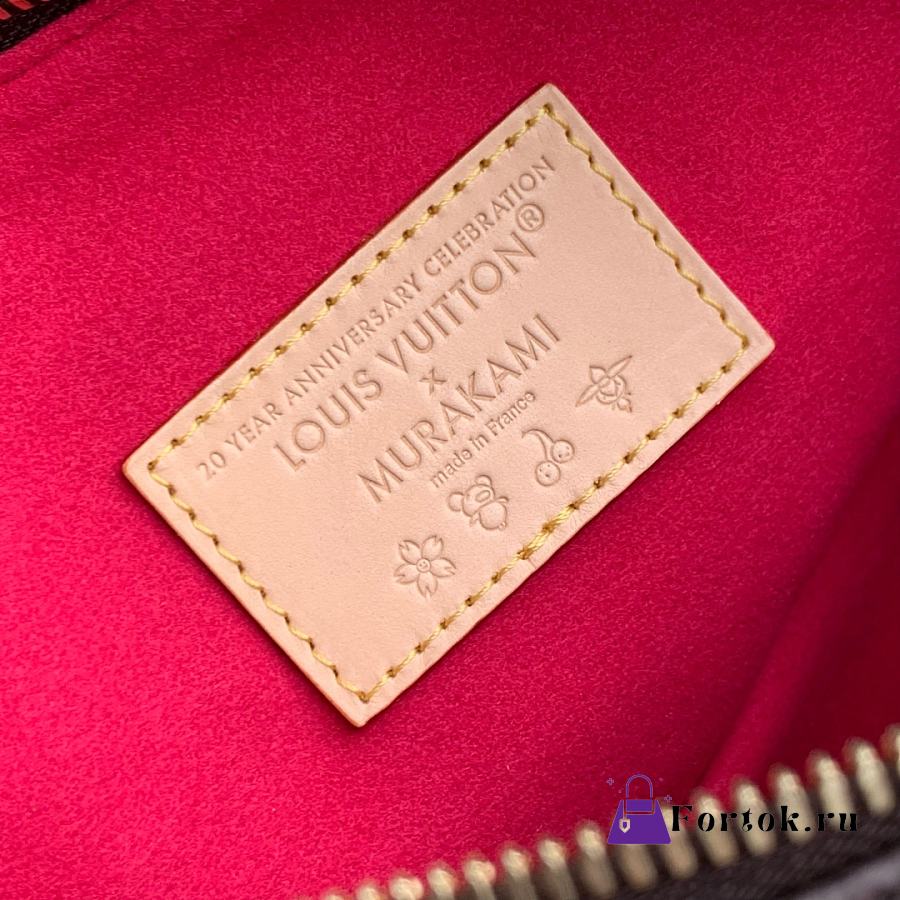 20 YEAR ANNIVERSARY CELEBRATION
LOUIS VUITTON®
x
MURAKAMI
made in France
Fortok.ru